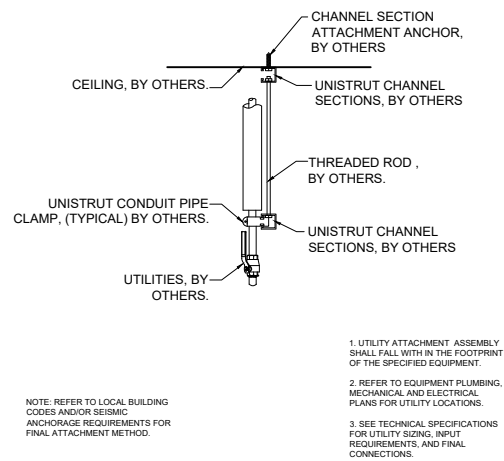 CHANNEL SECTION
ATTACHMENT ANCHOR,
BY OTHERS
CEILING, BY OTHERS.
UNISTRUT CHANNEL
SECTIONS, BY OTHERS
THREADED ROD ,
BY OTHERS.
UNISTRUT CONDUIT PIPE
CLAMP, (TYPICAL) BY OTHERS.
UNISTRUT CHANNEL
SECTIONS, BY OTHERS
UTILITIES, BY
OTHERS.
NOTE: REFER TO LOCAL BUILDING
CODES AND/OR SEISMIC
ANCHORAGE REQUIREMENTS FOR
FINAL ATTACHMENT METHOD.
1. UTILITY ATTACHMENT ASSEMBLY
SHALL FALL WITH IN THE FOOTPRINT
OF THE SPECIFIED EQUIPMENT.
2. REFER TO EQUIPMENT PLUMBING,
MECHANICAL AND ELECTRICAL
PLANS FOR UTILITY LOCATIONS.
3. SEE TECHNICAL SPECIFICATIONS
FOR UTILITY SIZING, INPUT
REQUIREMENTS, AND FINAL
CONNECTIONS.